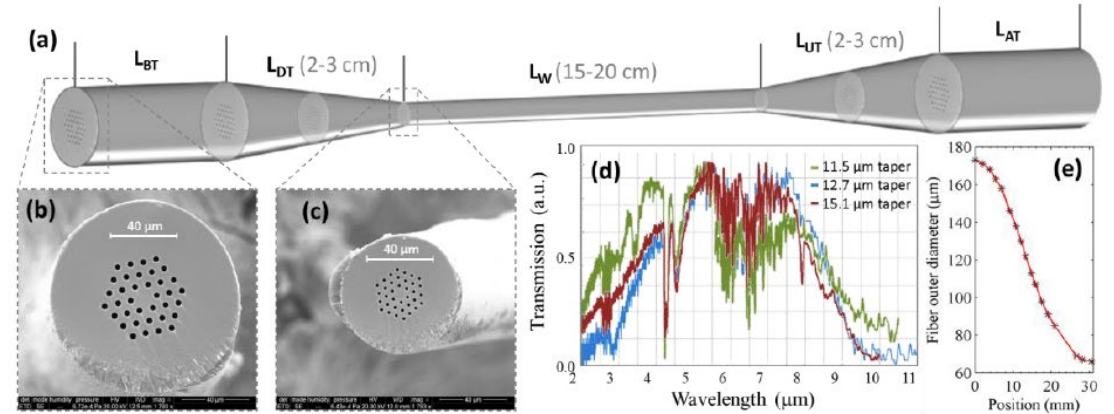 (a)
L_BT
L_DT (2-3 cm)
L_W (15-20 cm)
L_UT (2-3 cm)
L_AT
(b)
40 µm
(c)
40 µm
(d)
11.5 µm taper
12.7 µm taper
15.1 µm taper
Transmission (a.u.)
1.0
0.5
0.0
2 3 4 5 6 7 8 9 10 11
Wavelength (µm)
(e)
Fiber outer diameter (µm)
180
160
140
120
100
80
60
0 10 20 30
Position (mm)